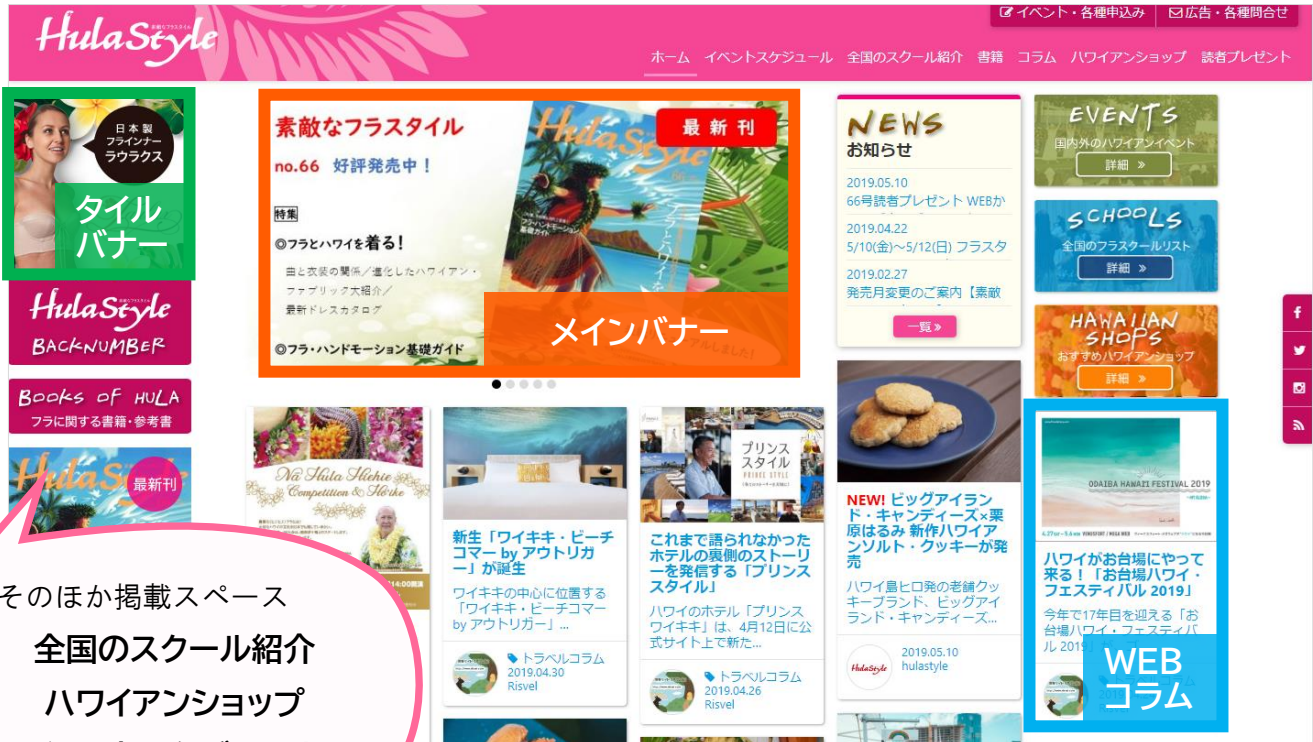 HulaStyle
イベント・各種申込み
広告・各種問合せ
ホーム イベントスケジュール 全国のスクール紹介 書籍 コラム ハワイアンショップ 読者プレゼント
日本製
フラインナー
ラウラクス
タイル
バナー
HulaStyle
BACKNUMBER
BOOKS OF HULA
フラに関する書籍・参考書
HulaS
最新刊
素敵なフラスタイル
no.66 好評発売中！
特集
◎フラとハワイを着る！
曲と衣装の関係／進化したハワイアン・
ファブリック大紹介／
最新ドレスカタログ
◎フラ・ハンドモーション基礎ガイド
HulaStyle
最新刊
メインバナー
NEWS
お知らせ
2019.05.10
66号読者プレゼント WEBか
2019.04.22
5/10(金)～5/12(日) フラスタ
2019.02.27
発売月変更のご案内【素敵
一覧 »
EVENTS
国内外のハワイアンイベント
詳細 »
SCHOOLS
全国のフラスクールリスト
詳細 »
HAWAIIAN
SHOPS
おすすめハワイアンショップ
詳細 »
Na Hula
Competition & Hoike
新生「ワイキキ・ビーチ
コマー by アウトリガ
ー」が誕生
ワイキキの中心に位置する
「ワイキキ・ビーチコマー
by アウトリガー」...
トラベルコラム
2019.04.30
Risvel
プリンス
スタイル
PRINCE STYLE
これまで語られなかった
ホテルの裏側のストーリ
ーを発信する「プリンス
スタイル」
ハワイのホテル「プリンス
ワイキキ」は、4月12日に公
式サイト上で新た...
トラベルコラム
2019.04.26
Risvel
NEW! ビッグアイラン
ド・キャンディーズ×栗
原はるみ 新作ハワイア
ンソルト・クッキーが発
売
ハワイ島ヒロ発の老舗クッ
キーブランド、ビッグアイ
ランド・キャンディーズ...
HulaStyle
2019.05.10
hulastyle
ODAIBA HAWAII FESTIVAL 2019
ハワイがお台場にやって
来る！「お台場ハワイ・
フェスティバル 2019」
今年で17年目を迎える「お
台場ハワイ・フェスティバ
ル 2019
WEB
コラム
Risvel
そのほか掲載スペース
全国のスクール紹介
ハワイアンショップ